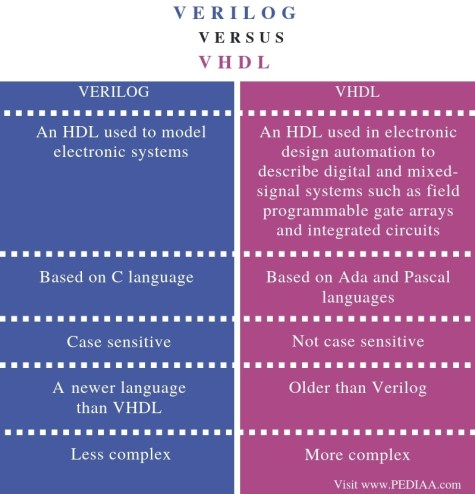 VERILOG
VERSUS
VHDL
VERILOG
VHDL
An HDL used to model
electronic systems
An HDL used in electronic
design automation to
describe digital and mixed-
signal systems such as field
programmable gate arrays
and integrated circuits
Based on C language
Based on Ada and Pascal
languages
Case sensitive
Not case sensitive
A newer language
than VHDL
Older than Verilog
Less complex
More complex
Visit www.PEDIAA.com